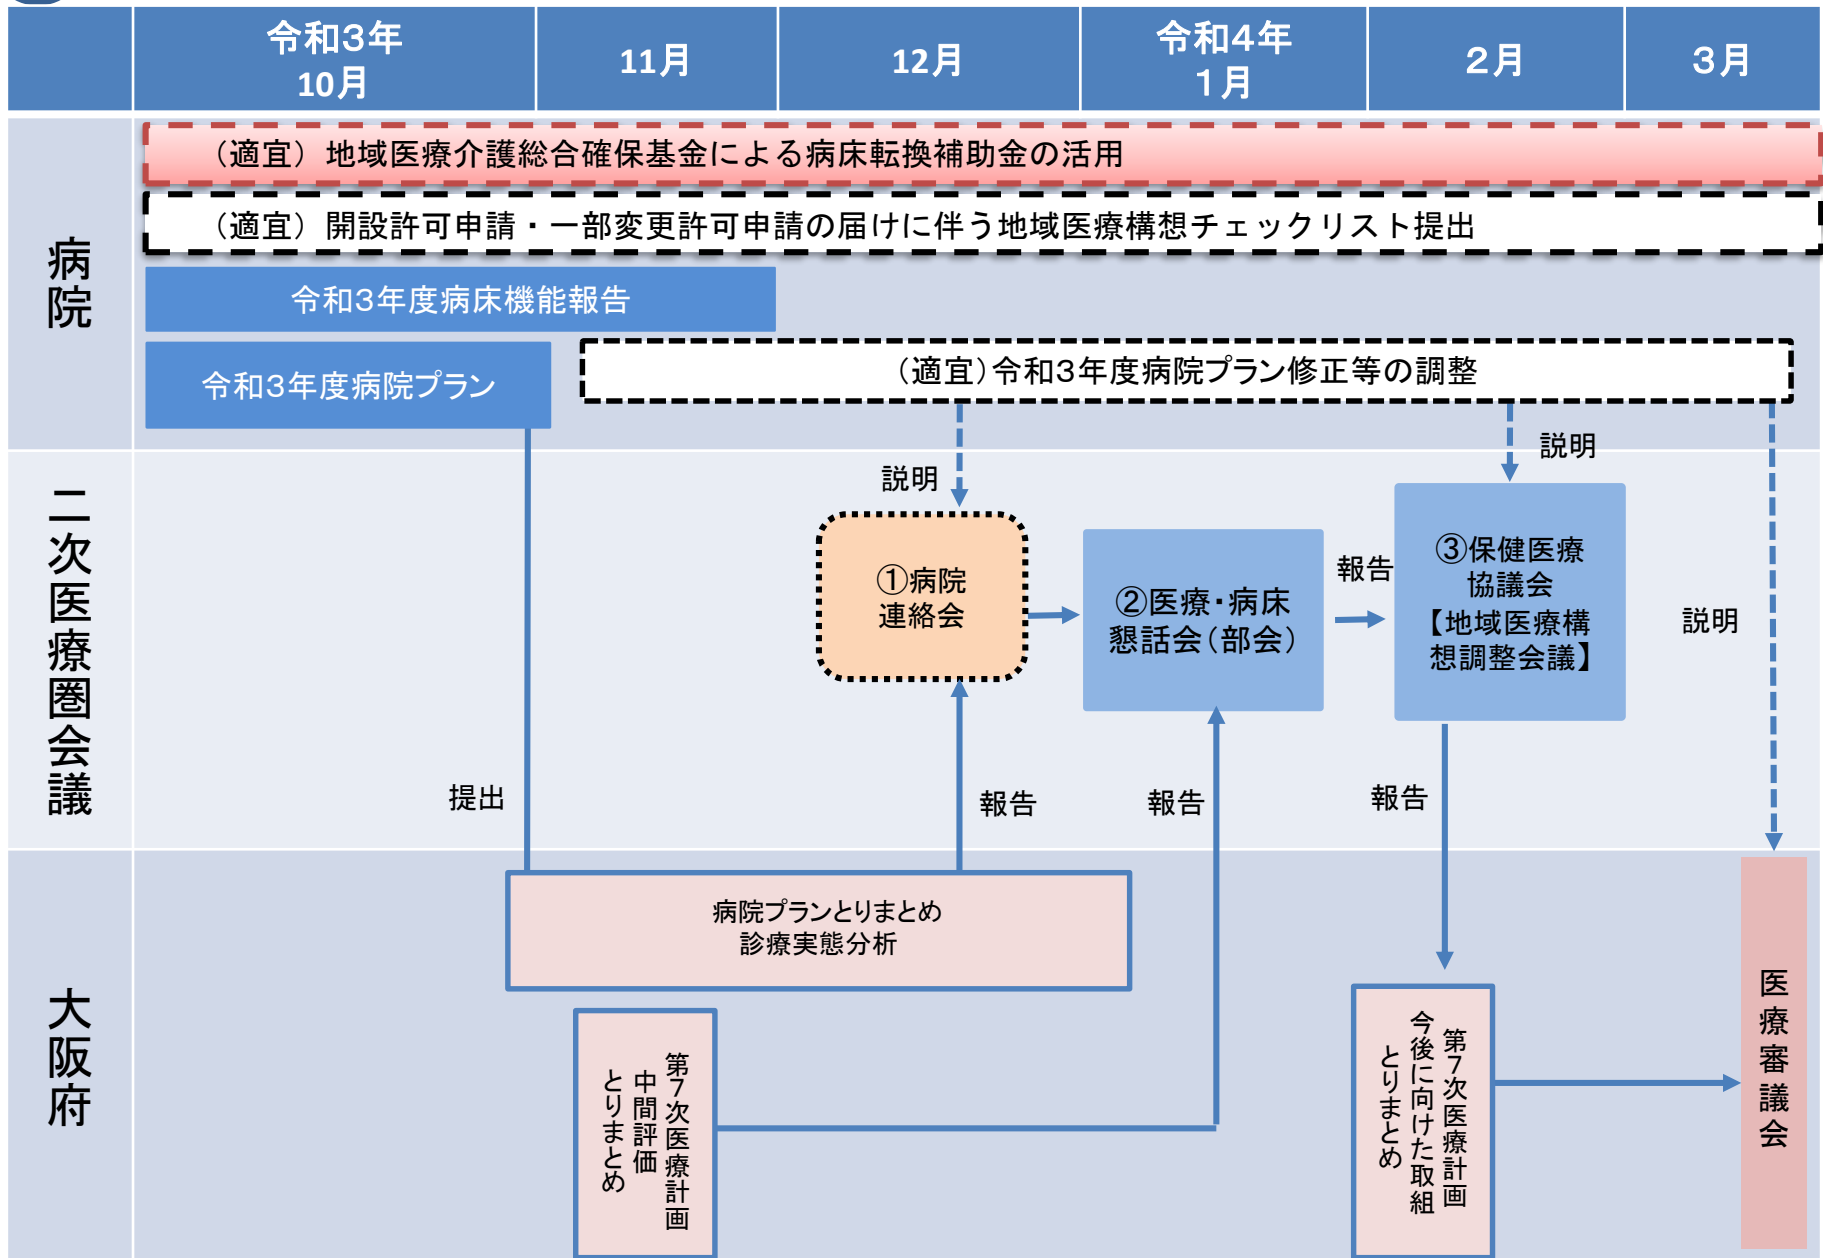 令和3年
10月
11月
12月
令和4年
1月
2月
3月
病院
（適宜）地域医療介護総合確保基金による病床転換補助金の活用
（適宜）開設許可申請・一部変更許可申請の届けに伴う地域医療構想チェックリスト提出
令和3年度病床機能報告
令和3年度病院プラン
（適宜）令和3年度病院プラン修正等の調整
二次医療圏会議
説明
説明
①病院
連絡会
②医療・病床
懇話会（部会）
報告
③保健医療
協議会
【地域医療構
想調整会議】
説明
提出
報告
報告
報告
大阪府
病院プランとりまとめ
診療実態分析
第7次医療計画
中間評価
とりまとめ
第7次医療計画
今後に向けた取組
とりまとめ
医療審議会